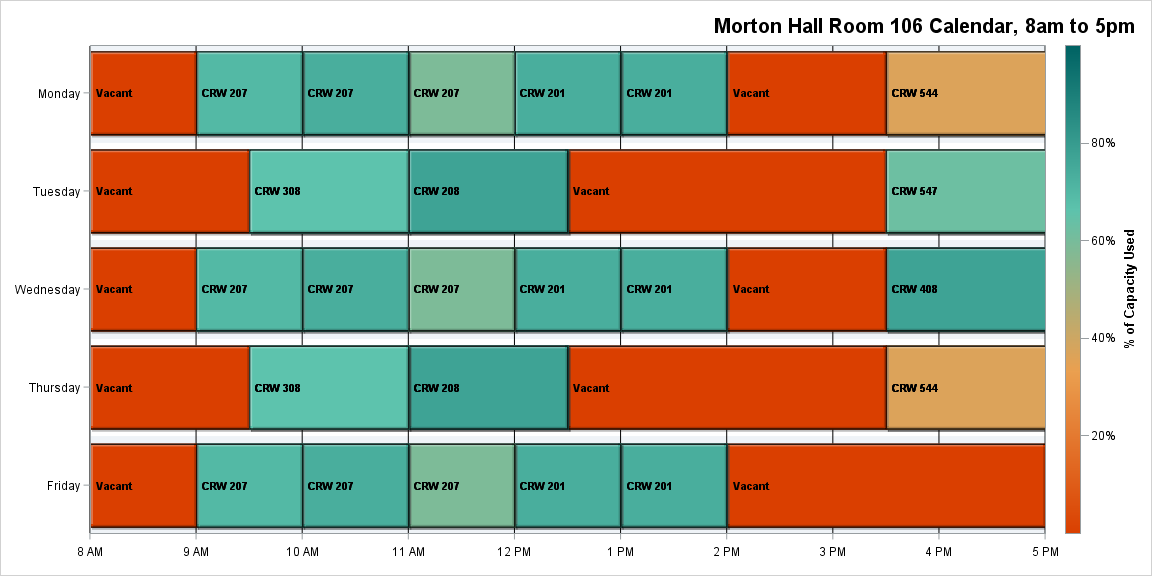 Morton Hall Room 106 Calendar, 8am to 5pm
Monday Vacant CRW 207 CRW 207 CRW 207 CRW 201 CRW 201 Vacant CRW 544
80%
Tuesday Vacant CRW 308 CRW 208 Vacant CRW 547
60%
% of Capacity Used
Wednesday Vacant CRW 207 CRW 207 CRW 207 CRW 201 CRW 201 Vacant CRW 408
40%
Thursday Vacant CRW 308 CRW 208 Vacant CRW 544
20%
Friday Vacant CRW 207 CRW 207 CRW 207 CRW 201 CRW 201 Vacant
8 AM 9 AM 10 AM 11 AM 12 PM 1 PM 2 PM 3 PM 4 PM 5 PM